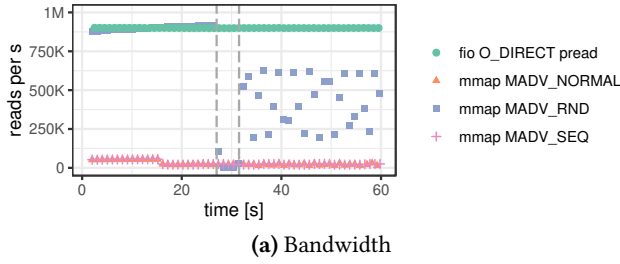 reads per s
1M
750K
500K
250K
0
0
20
40
60
time [s]
fio O_DIRECT pread
mmap MADV_NORMAL
mmap MADV_RND
mmap MADV_SEQ
(a) Bandwidth